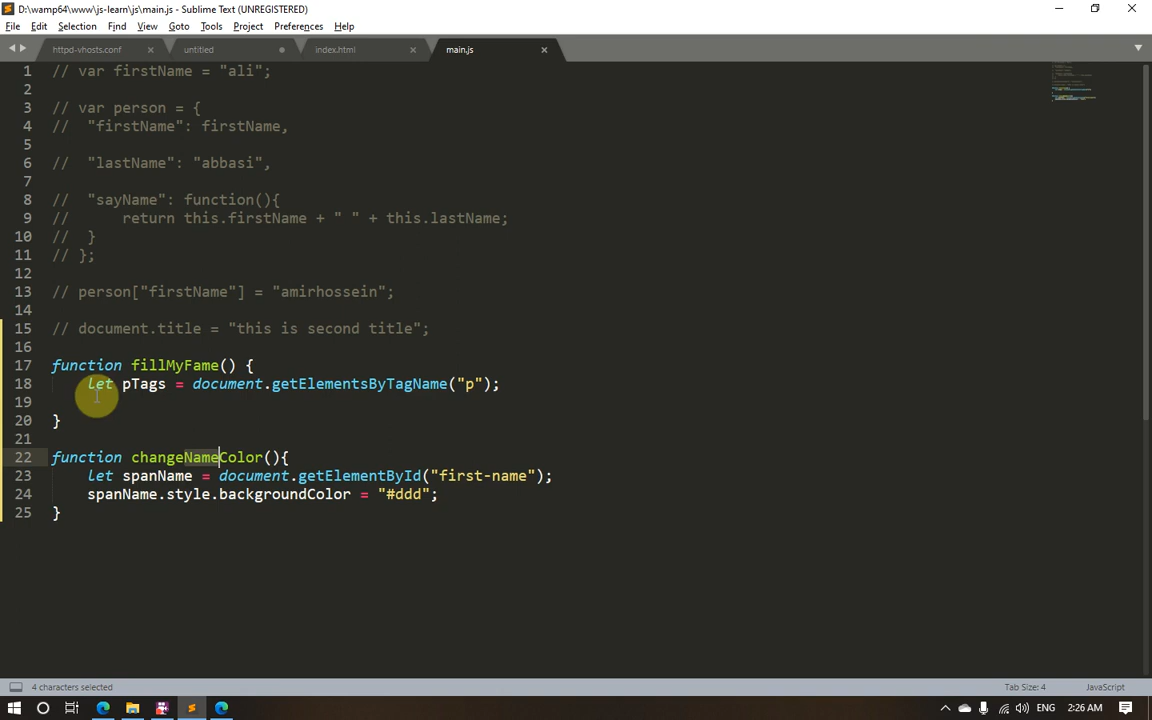 D:\wamp64\www\js-learn\js\main.js - Sublime Text (UNREGISTERED)
File Edit Selection Find View Goto Tools Project Preferences Help
httpd-vhosts.conf untitled index.html main.js
1 // var firstName = "ali";
2
3 // var person = {
4 //   "firstName": firstName,
5
6 //   "lastName": "abbasi",
7
8 //   "sayName": function(){
9 //       return this.firstName + " " + this.lastName;
10 //   }
11 // };
12
13 // person["firstName"] = "amirhossein";
14
15 // document.title = "this is second title";
16
17 function fillMyFame() {
18     let pTags = document.getElementsByTagName("p");
19
20 }
21
22 function changeNameColor(){
23     let spanName = document.getElementById("first-name");
24     spanName.style.backgroundColor = "#ddd";
25 }
4 characters selected Tab Size: 4 JavaScript
ENG 2:26 AM